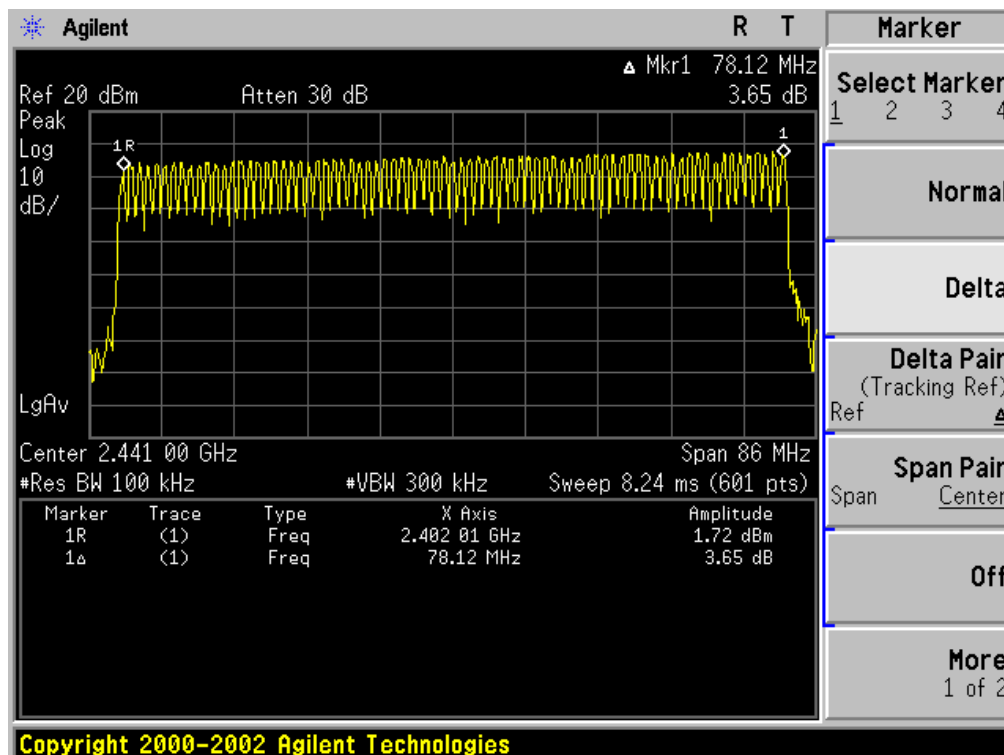 Agilent R T
Δ Mkr1 78.12 MHz
Ref 20 dBm Atten 30 dB 3.65 dB
Peak
Log
10
dB/
1R
1
LgAv
Center 2.441 00 GHz Span 86 MHz
#Res BW 100 kHz #VBW 300 kHz Sweep 8.24 ms (601 pts)
Marker Trace Type X Axis Amplitude
1R (1) Freq 2.402 01 GHz 1.72 dBm
1Δ (1) Freq 78.12 MHz 3.65 dB
Copyright 2000-2002 Agilent Technologies
Marker
Select Marker
1 2 3 4
Normal
Delta
Delta Pair
(Tracking Ref)
Ref Δ
Span Pair
Span Center
Off
More
1 of 2